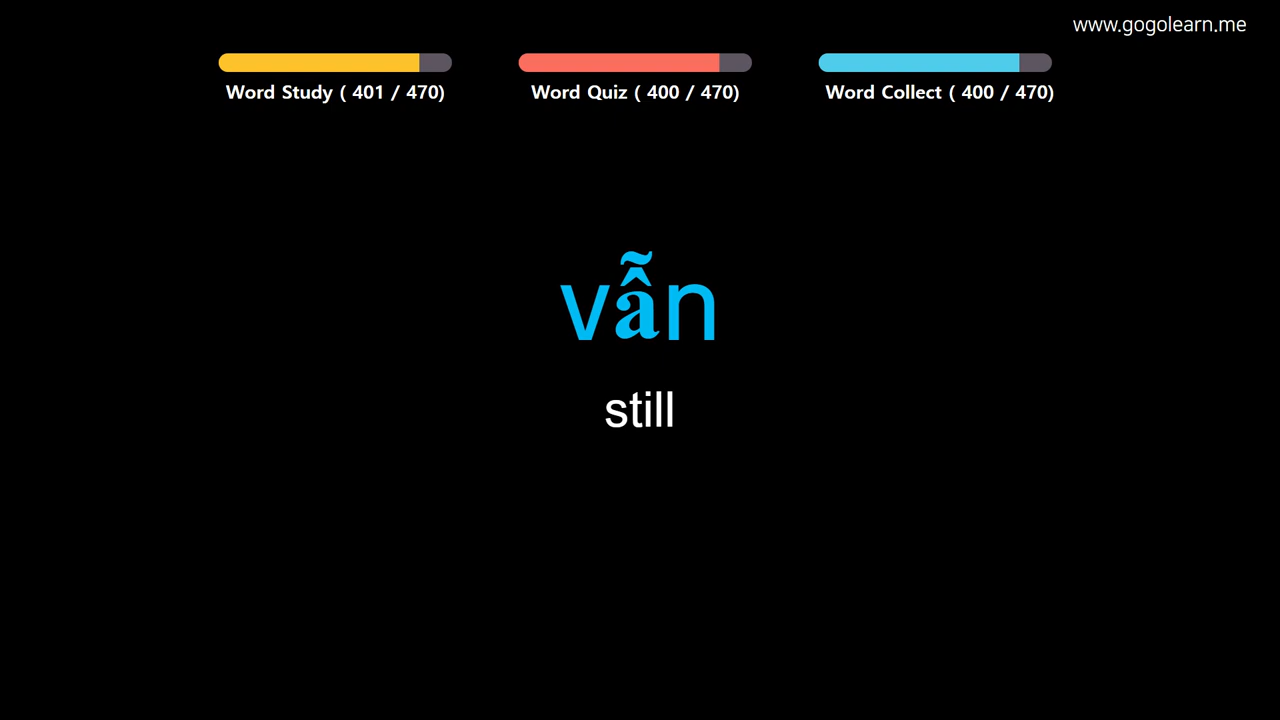 www.gogolearn.me
Word Study ( 401 / 470)
Word Quiz ( 400 / 470)
Word Collect ( 400 / 470)
vẫn
still